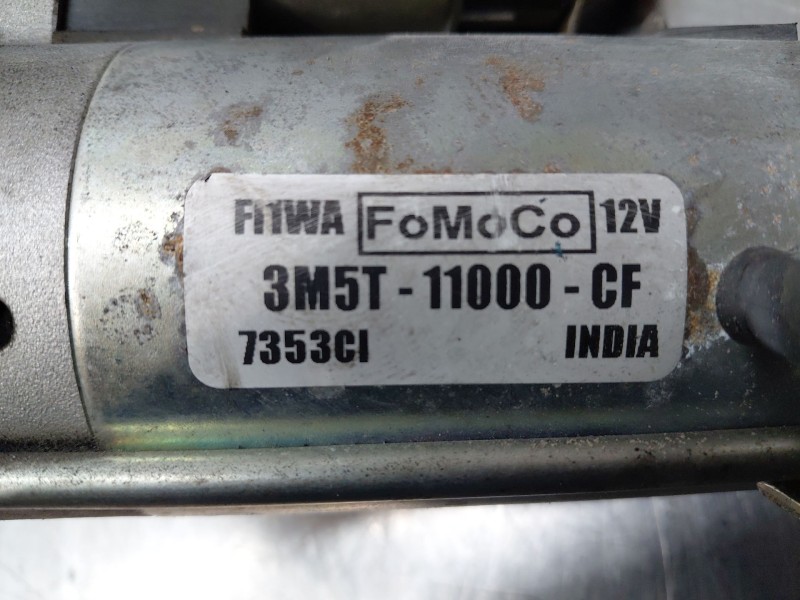 FI1WA FoMoCo 12V
3M5T - 11000 - CF
7353CI INDIA